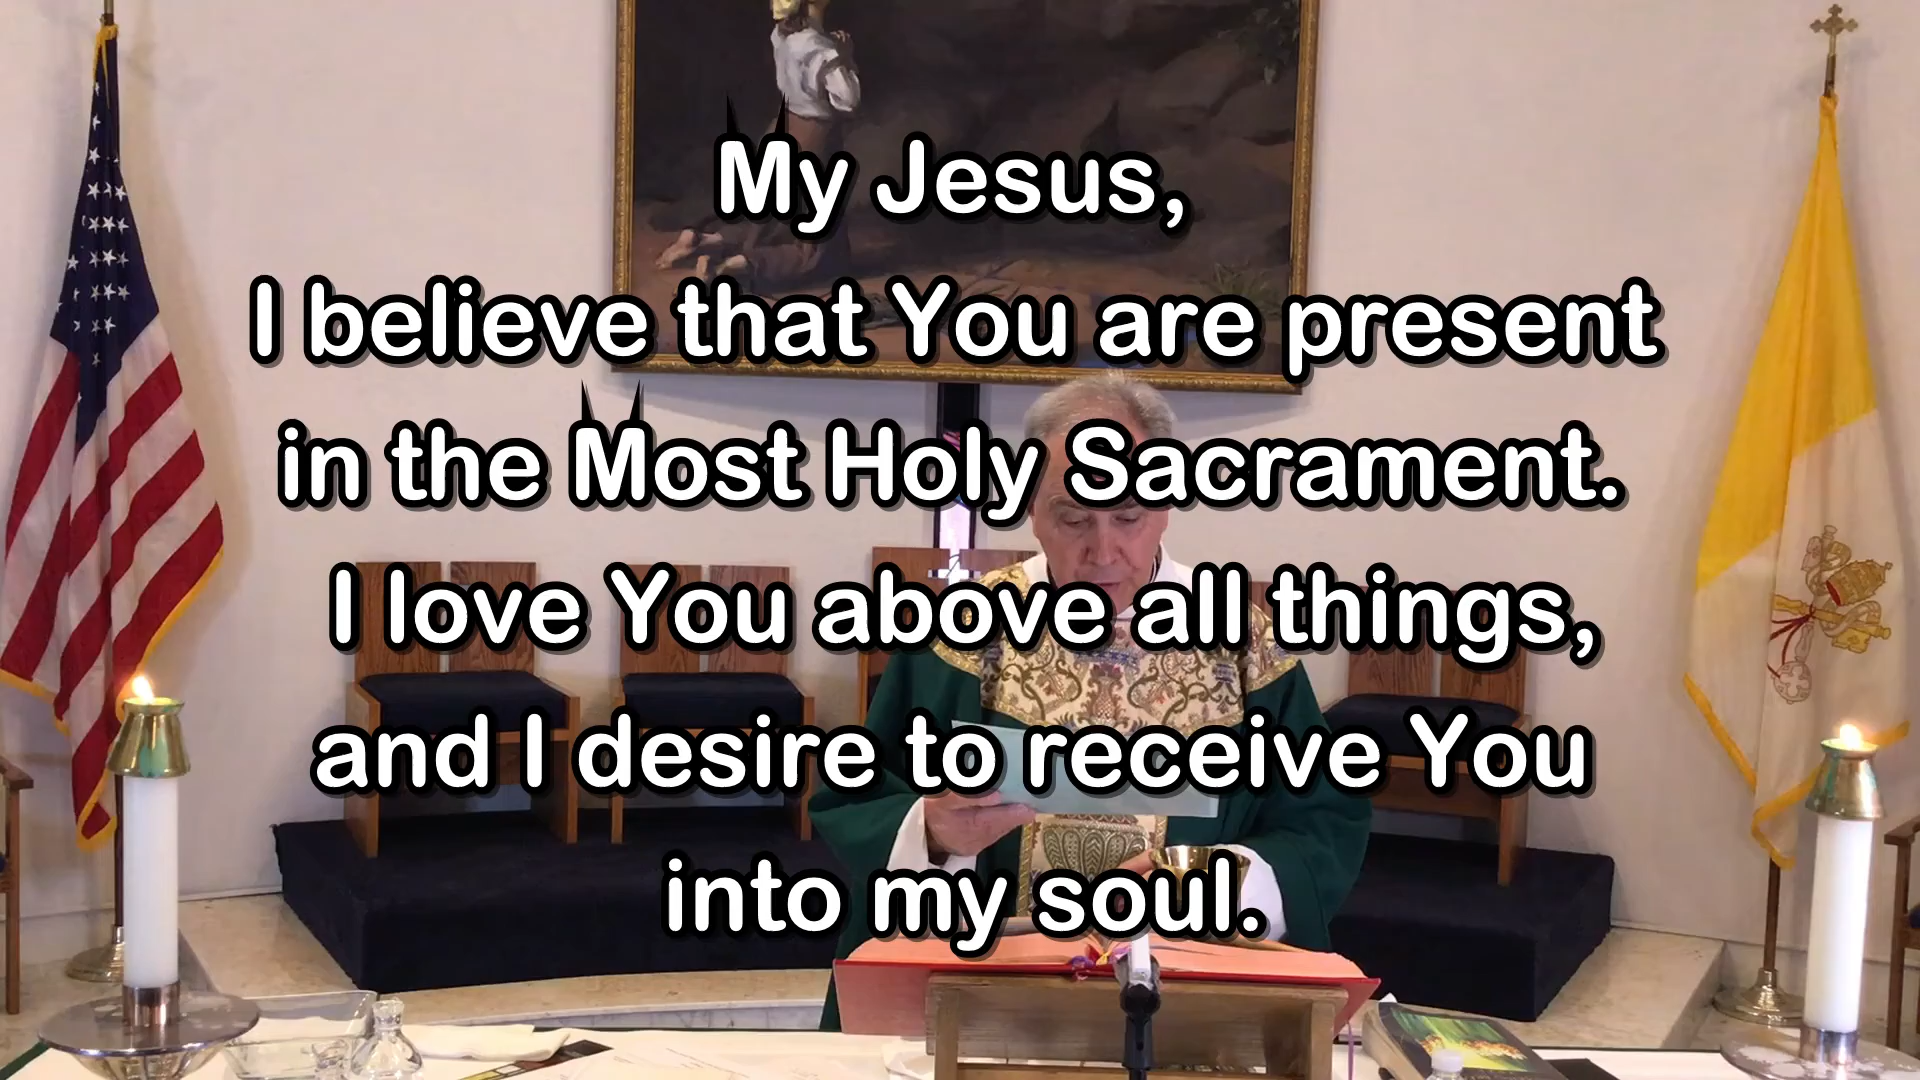 My Jesus,
I believe that You are present
in the Most Holy Sacrament.
I love You above all things,
and I desire to receive You
into my soul.